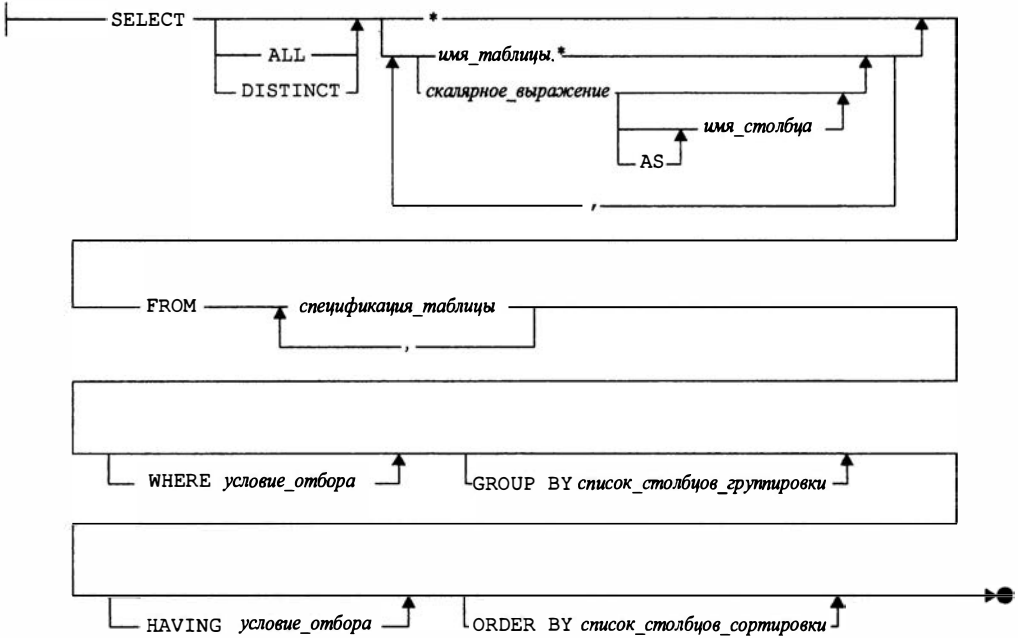 SELECT *
ALL имя_таблицы.*
DISTINCT скалярное_выражение
имя_столбца
AS
,
FROM спецификация_таблицы
,
WHERE условие_отбора GROUP BY список_столбцов_группировки
HAVING условие_отбора ORDER BY список_столбцов_сортировки